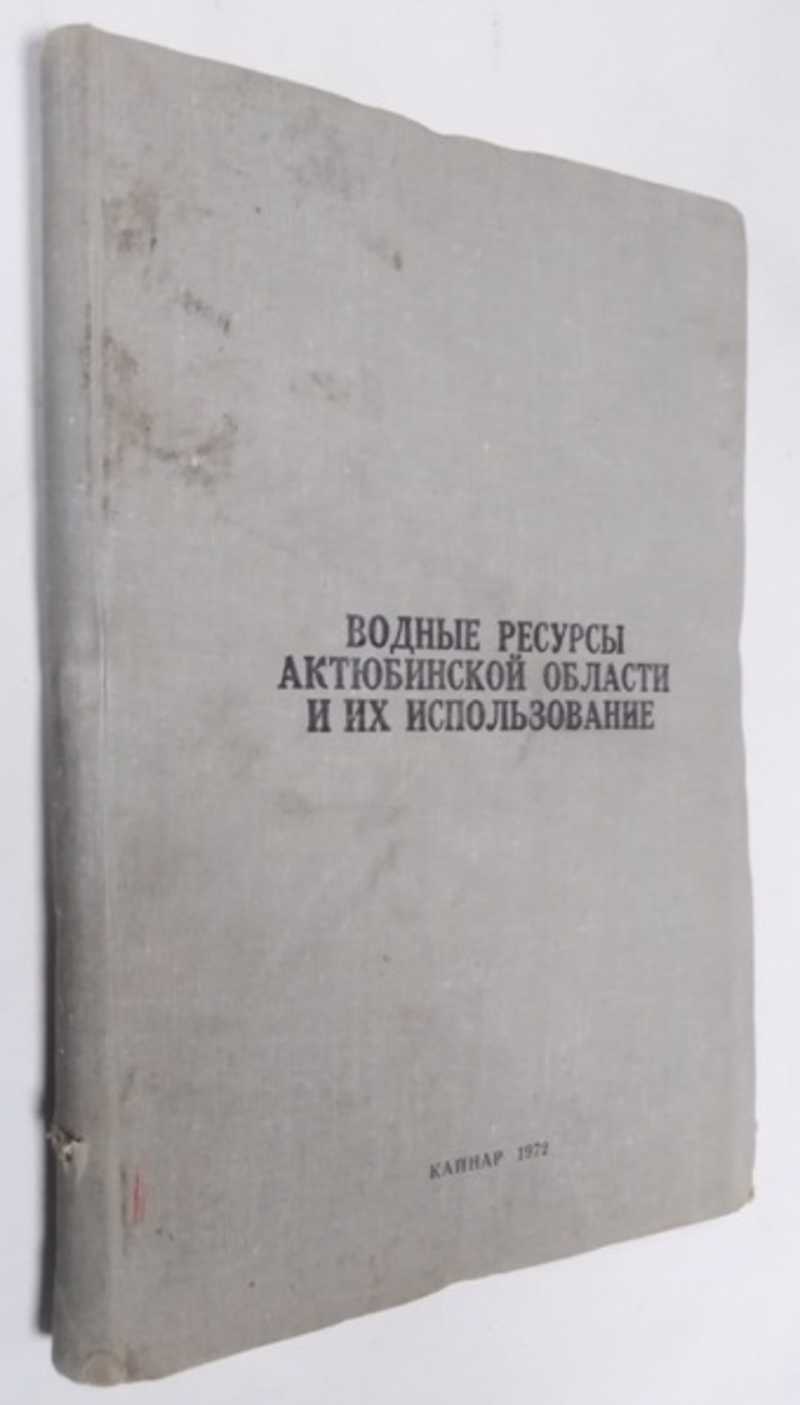 ВОДНЫЕ РЕСУРСЫ
АКТЮБИНСКОЙ ОБЛАСТИ
И ИХ ИСПОЛЬЗОВАНИЕ
КАЙНАР 1972